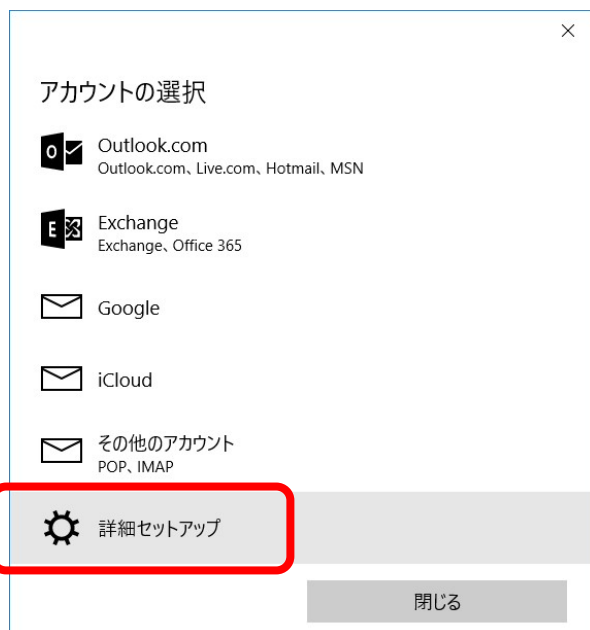 アカウントの選択
Outlook.com
Outlook.com、Live.com、Hotmail、MSN
Exchange
Exchange、Office 365
Google
iCloud
その他のアカウント
POP、IMAP
詳細セットアップ
閉じる